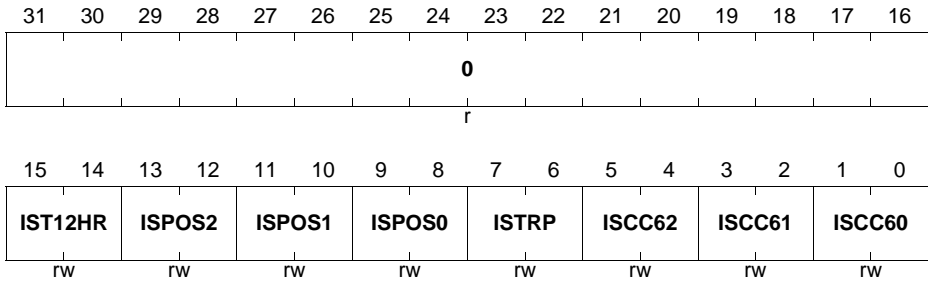 31 30 29 28 27 26 25 24 23 22 21 20 19 18 17 16
0
r
15 14 13 12 11 10 9 8 7 6 5 4 3 2 1 0
IST12HR ISPOS2 ISPOS1 ISPOS0 ISTRP ISCC62 ISCC61 ISCC60
rw rw rw rw rw rw rw rw